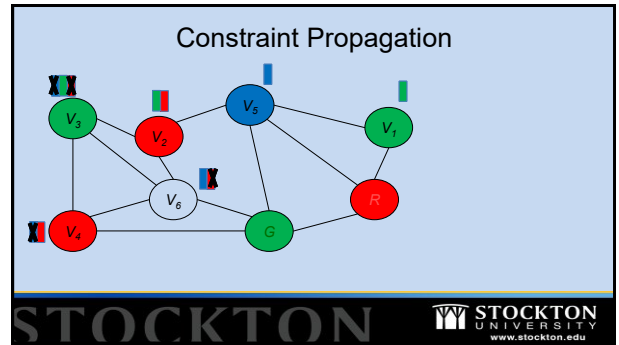 Constraint Propagation
V3
V2
V5
V1
V6
V4
G
R
STOCKTON
STOCKTON
UNIVERSITY
www.stockton.edu